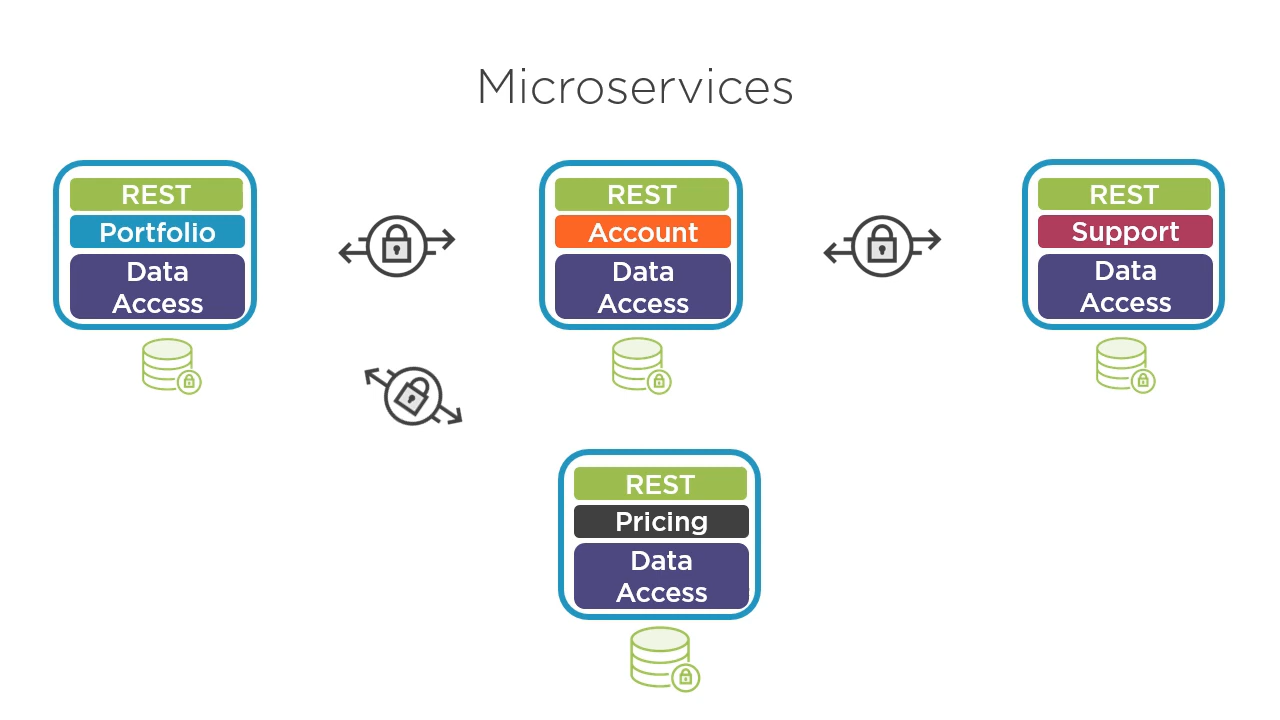 Microservices
REST
Portfolio
Data
Access
REST
Account
Data
Access
REST
Support
Data
Access
REST
Pricing
Data
Access